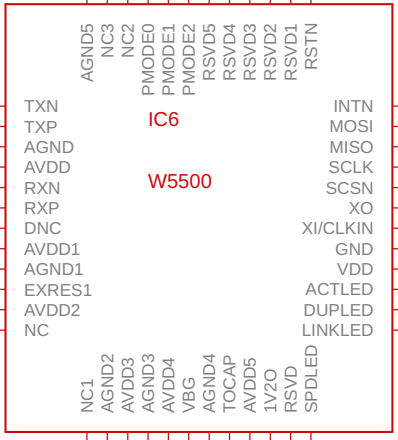 AGND5
NC3
NC2
PMODE0
PMODE1
PMODE2
RSVD5
RSVD4
RSVD3
RSVD2
RSVD1
RSTN
IC6
W5500
TXN
TXP
AGND
AVDD
RXN
RXP
DNC
AVDD1
AGND1
EXRES1
AVDD2
NC
INTN
MOSI
MISO
SCLK
SCSN
XO
XI/CLKIN
GND
VDD
ACTLED
DUPLED
LINKLED
NC1
AGND2
AVDD3
AGND3
AVDD4
VBG
AGND4
TOCAP
AVDD5
1V2O
RSVD
SPDLED